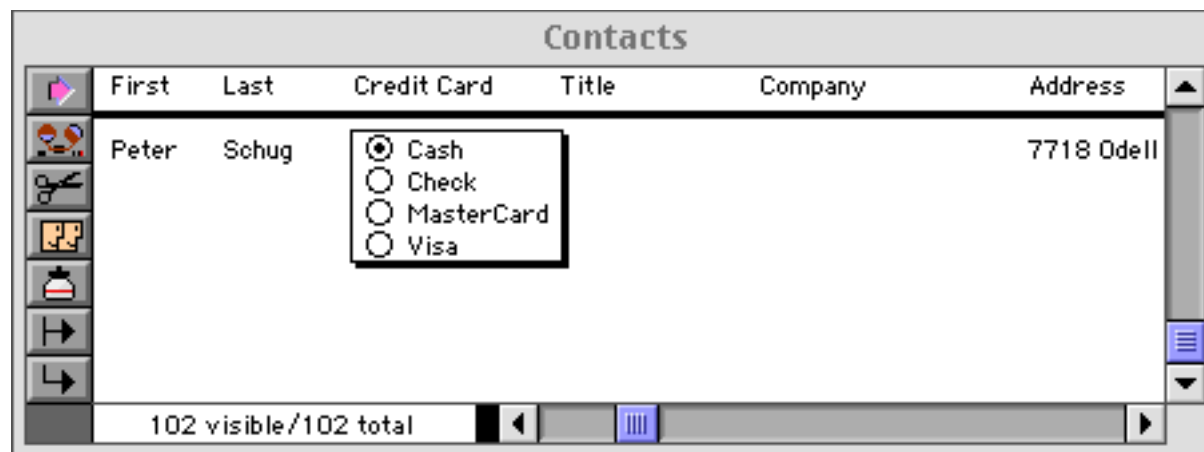 Contacts
First Last Credit Card Title Company Address
Peter Schug Cash 7718 Odell
Check
MasterCard
Visa
102 visible/102 total